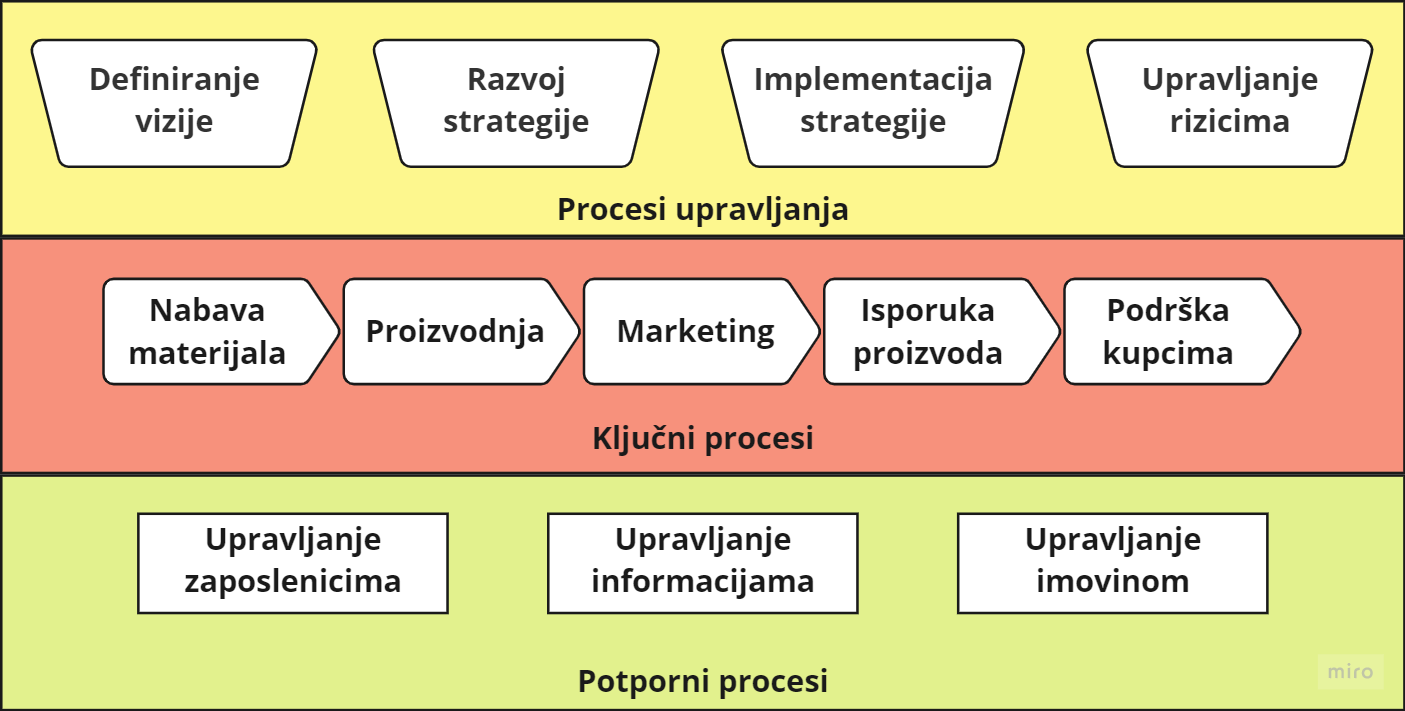 Definiranje
vizije
Razvoj
strategije
Implementacija
strategije
Upravljanje
rizicima
Procesi upravljanja
Nabava
materijala
Proizvodnja
Marketing
Isporuka
proizvoda
Podrška
kupcima
Ključni procesi
Upravljanje
zaposlenicima
Upravljanje
informacijama
Upravljanje
imovinom
Potporni procesi
miro